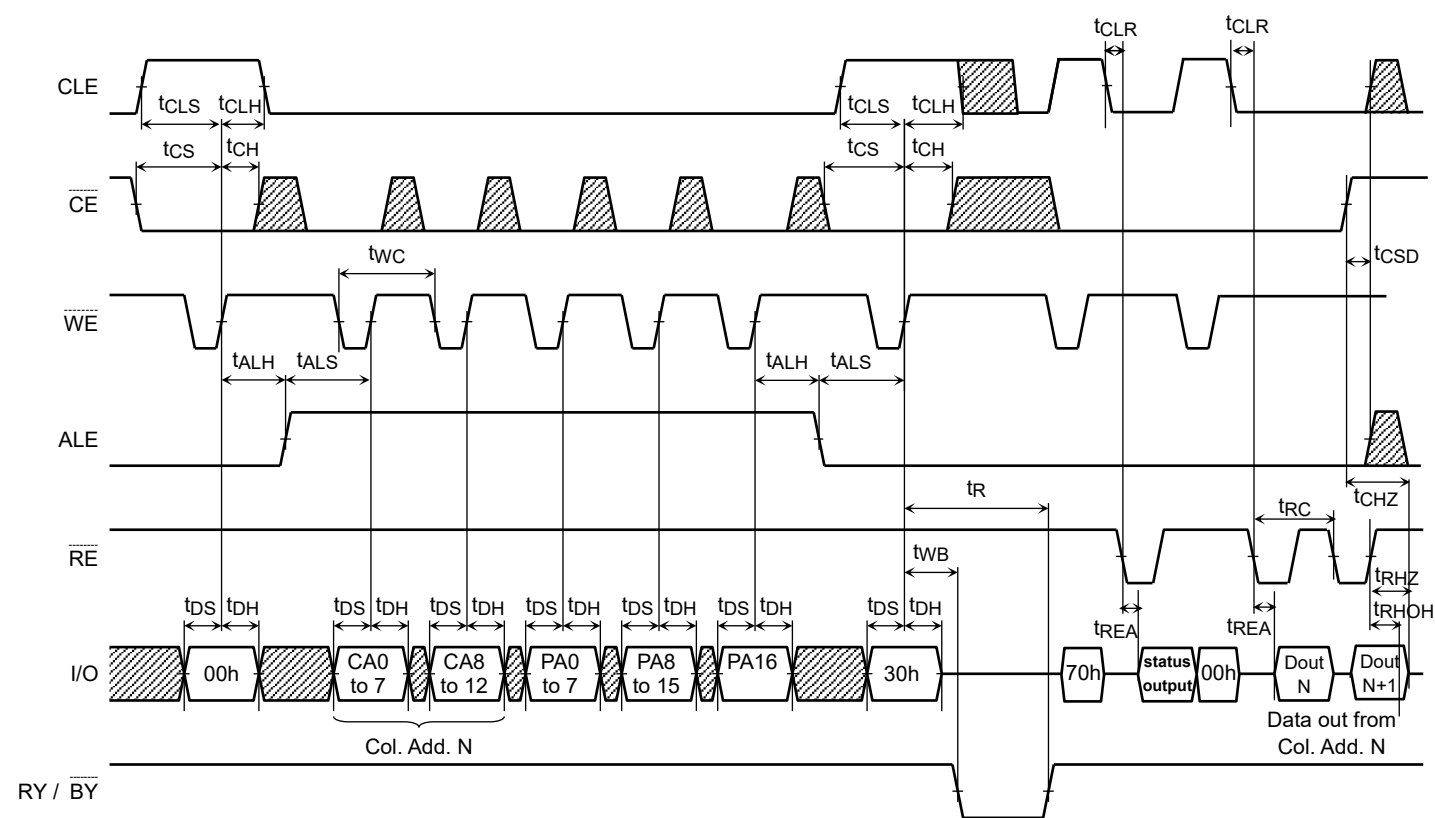 tCLR tCLR
CLE
tCLS tCLH tCLS tCLH
tCS tCH tCS tCH
CE
tWC tCSD
WE
tALH tALS tALH tALS
ALE
tR tCHZ
tRC
RE
tWB tRHZ
tDS tDH tDS tDH tDS tDH tDS tDH tDS tDH tDS tDH tDS tDH tRHOH
tREA tREA
I/O 00h CA0 to 7 CA8 to 12 PA0 to 7 PA8 to 15 PA16 30h 70h status output 00h Dout N Dout N+1
Col. Add. N
Data out from
Col. Add. N
RY / BY